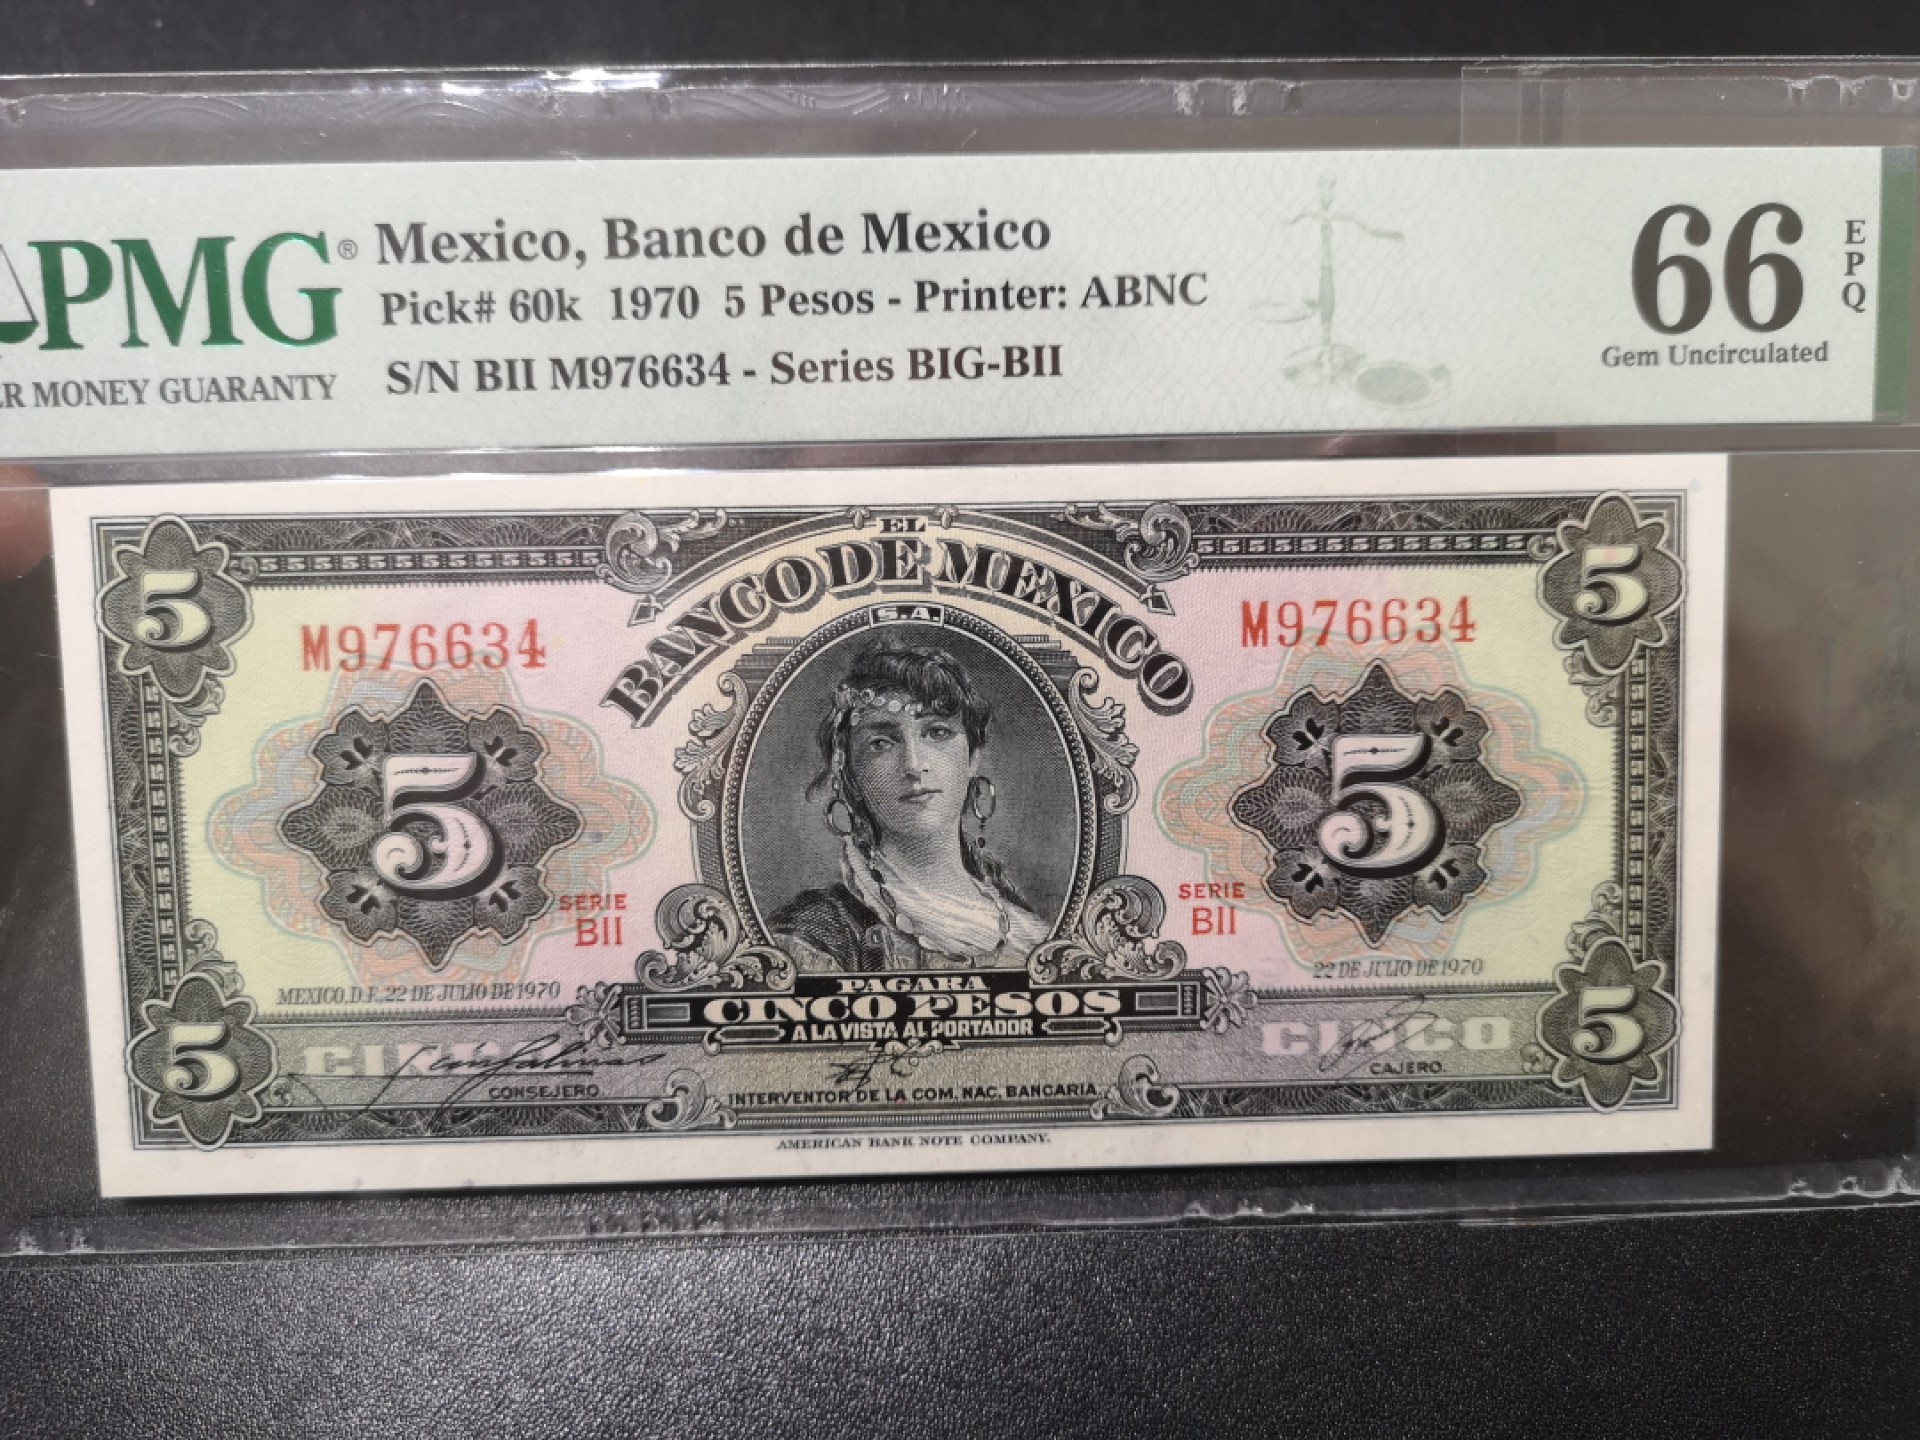 PMG®
ER MONEY GUARANTY
Mexico, Banco de Mexico
Pick# 60k 1970 5 Pesos - Printer: ABNC
S/N BII M976634 - Series BIG-BII
66 EPQ
Gem Uncirculated
EL
BANCO DE MEXICO
S.A.
5 5
M976634 M976634
5 5
SERIE SERIE
BII BII
MEXICO, D.F., 22 DE JULIO DE 1970 22 DE JULIO DE 1970
PAGARA
CINCO PESOS
A LA VISTA AL PORTADOR
5 CINCO 5
CONSEJERO. INTERVENTOR DE LA COM. NAC. BANCARIA CAJERO.
AMERICAN BANK NOTE COMPANY.